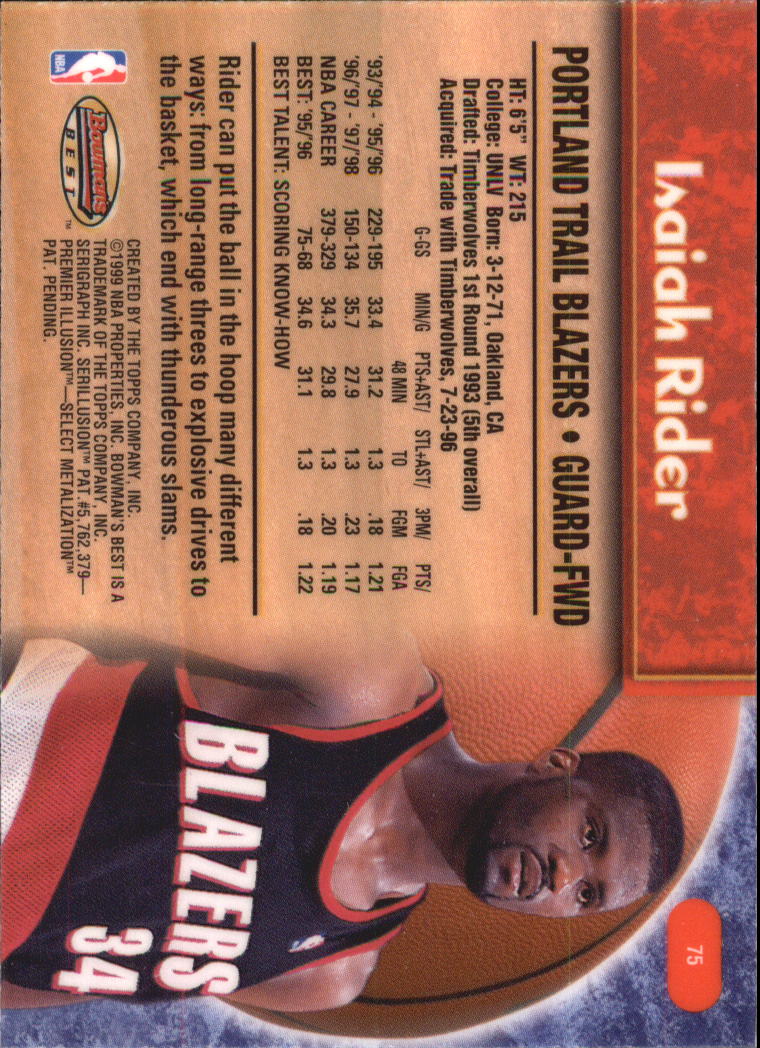 Isaiah Rider
75
PORTLAND TRAIL BLAZERS • GUARD-FWD
HT: 6'5" WT: 215
College: UNLV Born: 3-12-71, Oakland, CA
Drafted: Timberwolves 1st Round 1993 (5th overall)
Acquired: Trade with Timberwolves, 7-23-96
G-GS MIN/G PTS+AST/ STL+AST/ 3PM/ PTS/
48 MIN TO FGM FGA
'93/'94 - '95/'96 229-195 33.4 31.2 1.3 .18 1.21
'96/'97 - '97/'98 150-134 35.7 27.9 1.3 .23 1.17
NBA CAREER 379-329 34.3 29.8 1.3 .20 1.19
BEST: 95/'96 75-68 34.6 31.1 1.3 .18 1.22
BEST TALENT: SCORING KNOW-HOW
Rider can put the ball in the hoop many different
ways: from long-range threes to explosive drives to
the basket, which end with thunderous slams.
NBA
Bowman's
BEST™
CREATED BY THE TOPPS COMPANY, INC.
©1999 NBA PROPERTIES, INC. BOWMAN'S BEST IS A
TRADEMARK OF THE TOPPS COMPANY, INC.
SERIGRAPH INC. SERILLUSION™ PAT. #5,762,379—
PREMIER ILLUSION™—SELECT METALIZATION™
PAT. PENDING.
BLAZERS
34